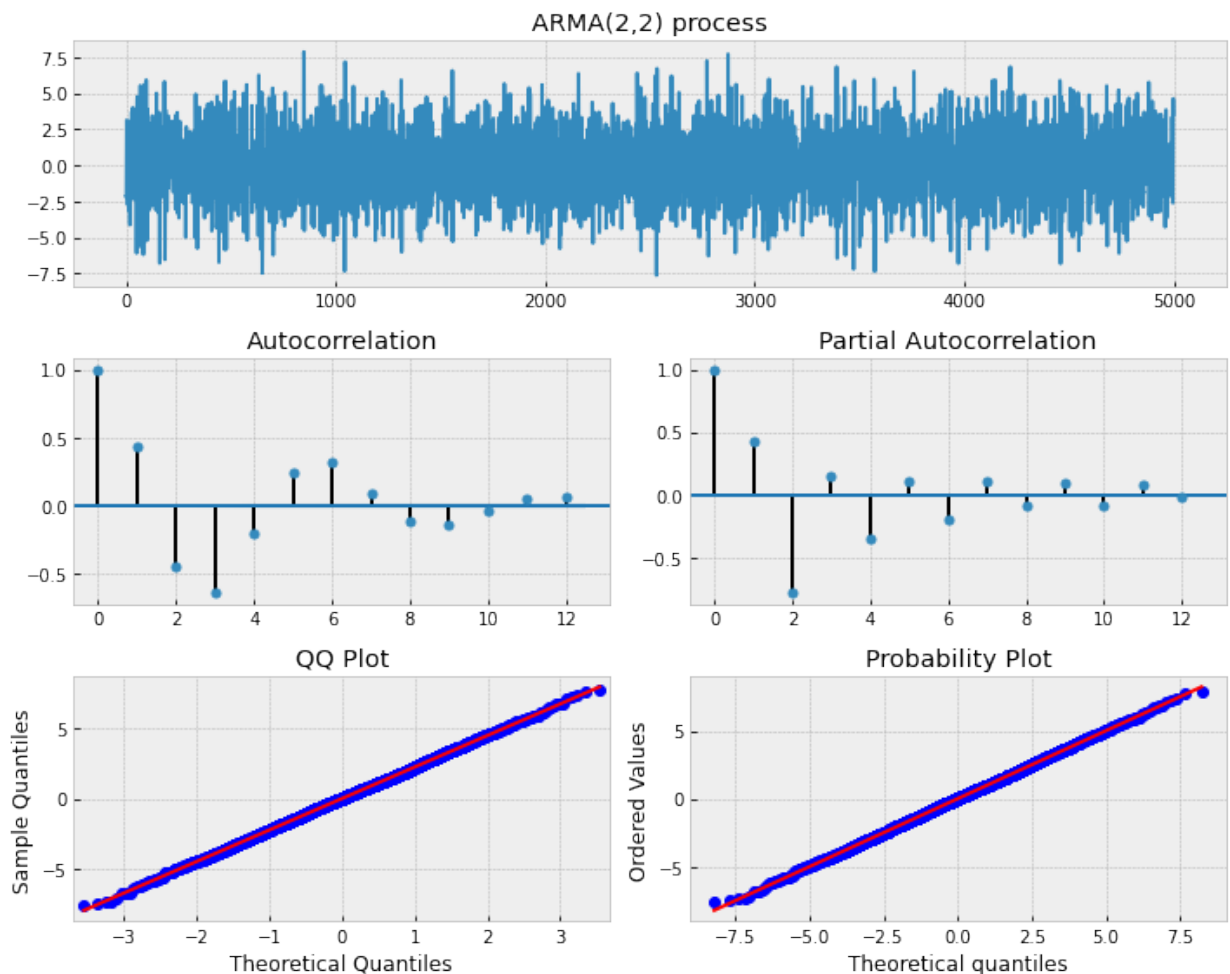 ARMA(2,2) process
7.5
5.0
2.5
0.0
−2.5
−5.0
−7.5
0 1000 2000 3000 4000 5000
Autocorrelation
1.0
0.5
0.0
−0.5
0 2 4 6 8 10 12
Partial Autocorrelation
1.0
0.5
0.0
−0.5
0 2 4 6 8 10 12
QQ Plot
Sample Quantiles
5
0
−5
−3 −2 −1 0 1 2 3
Theoretical Quantiles
Probability Plot
Ordered Values
5
0
−5
−7.5 −5.0 −2.5 0.0 2.5 5.0 7.5
Theoretical quantiles